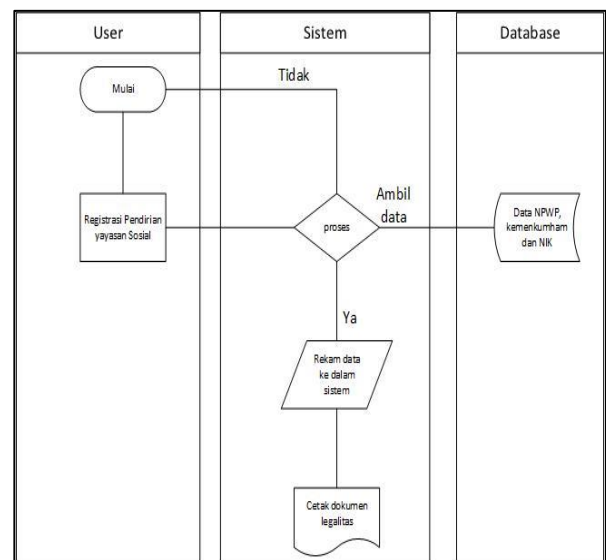 User
Sistem
Database
Mulai
Tidak
Registrasi Pendirian
yayasan Sosial
proses
Ambil
data
Data NPWP,
kemenkumham
dan NIK
Ya
Rekam data
ke dalam
sistem
Cetak dokumen
legalitas